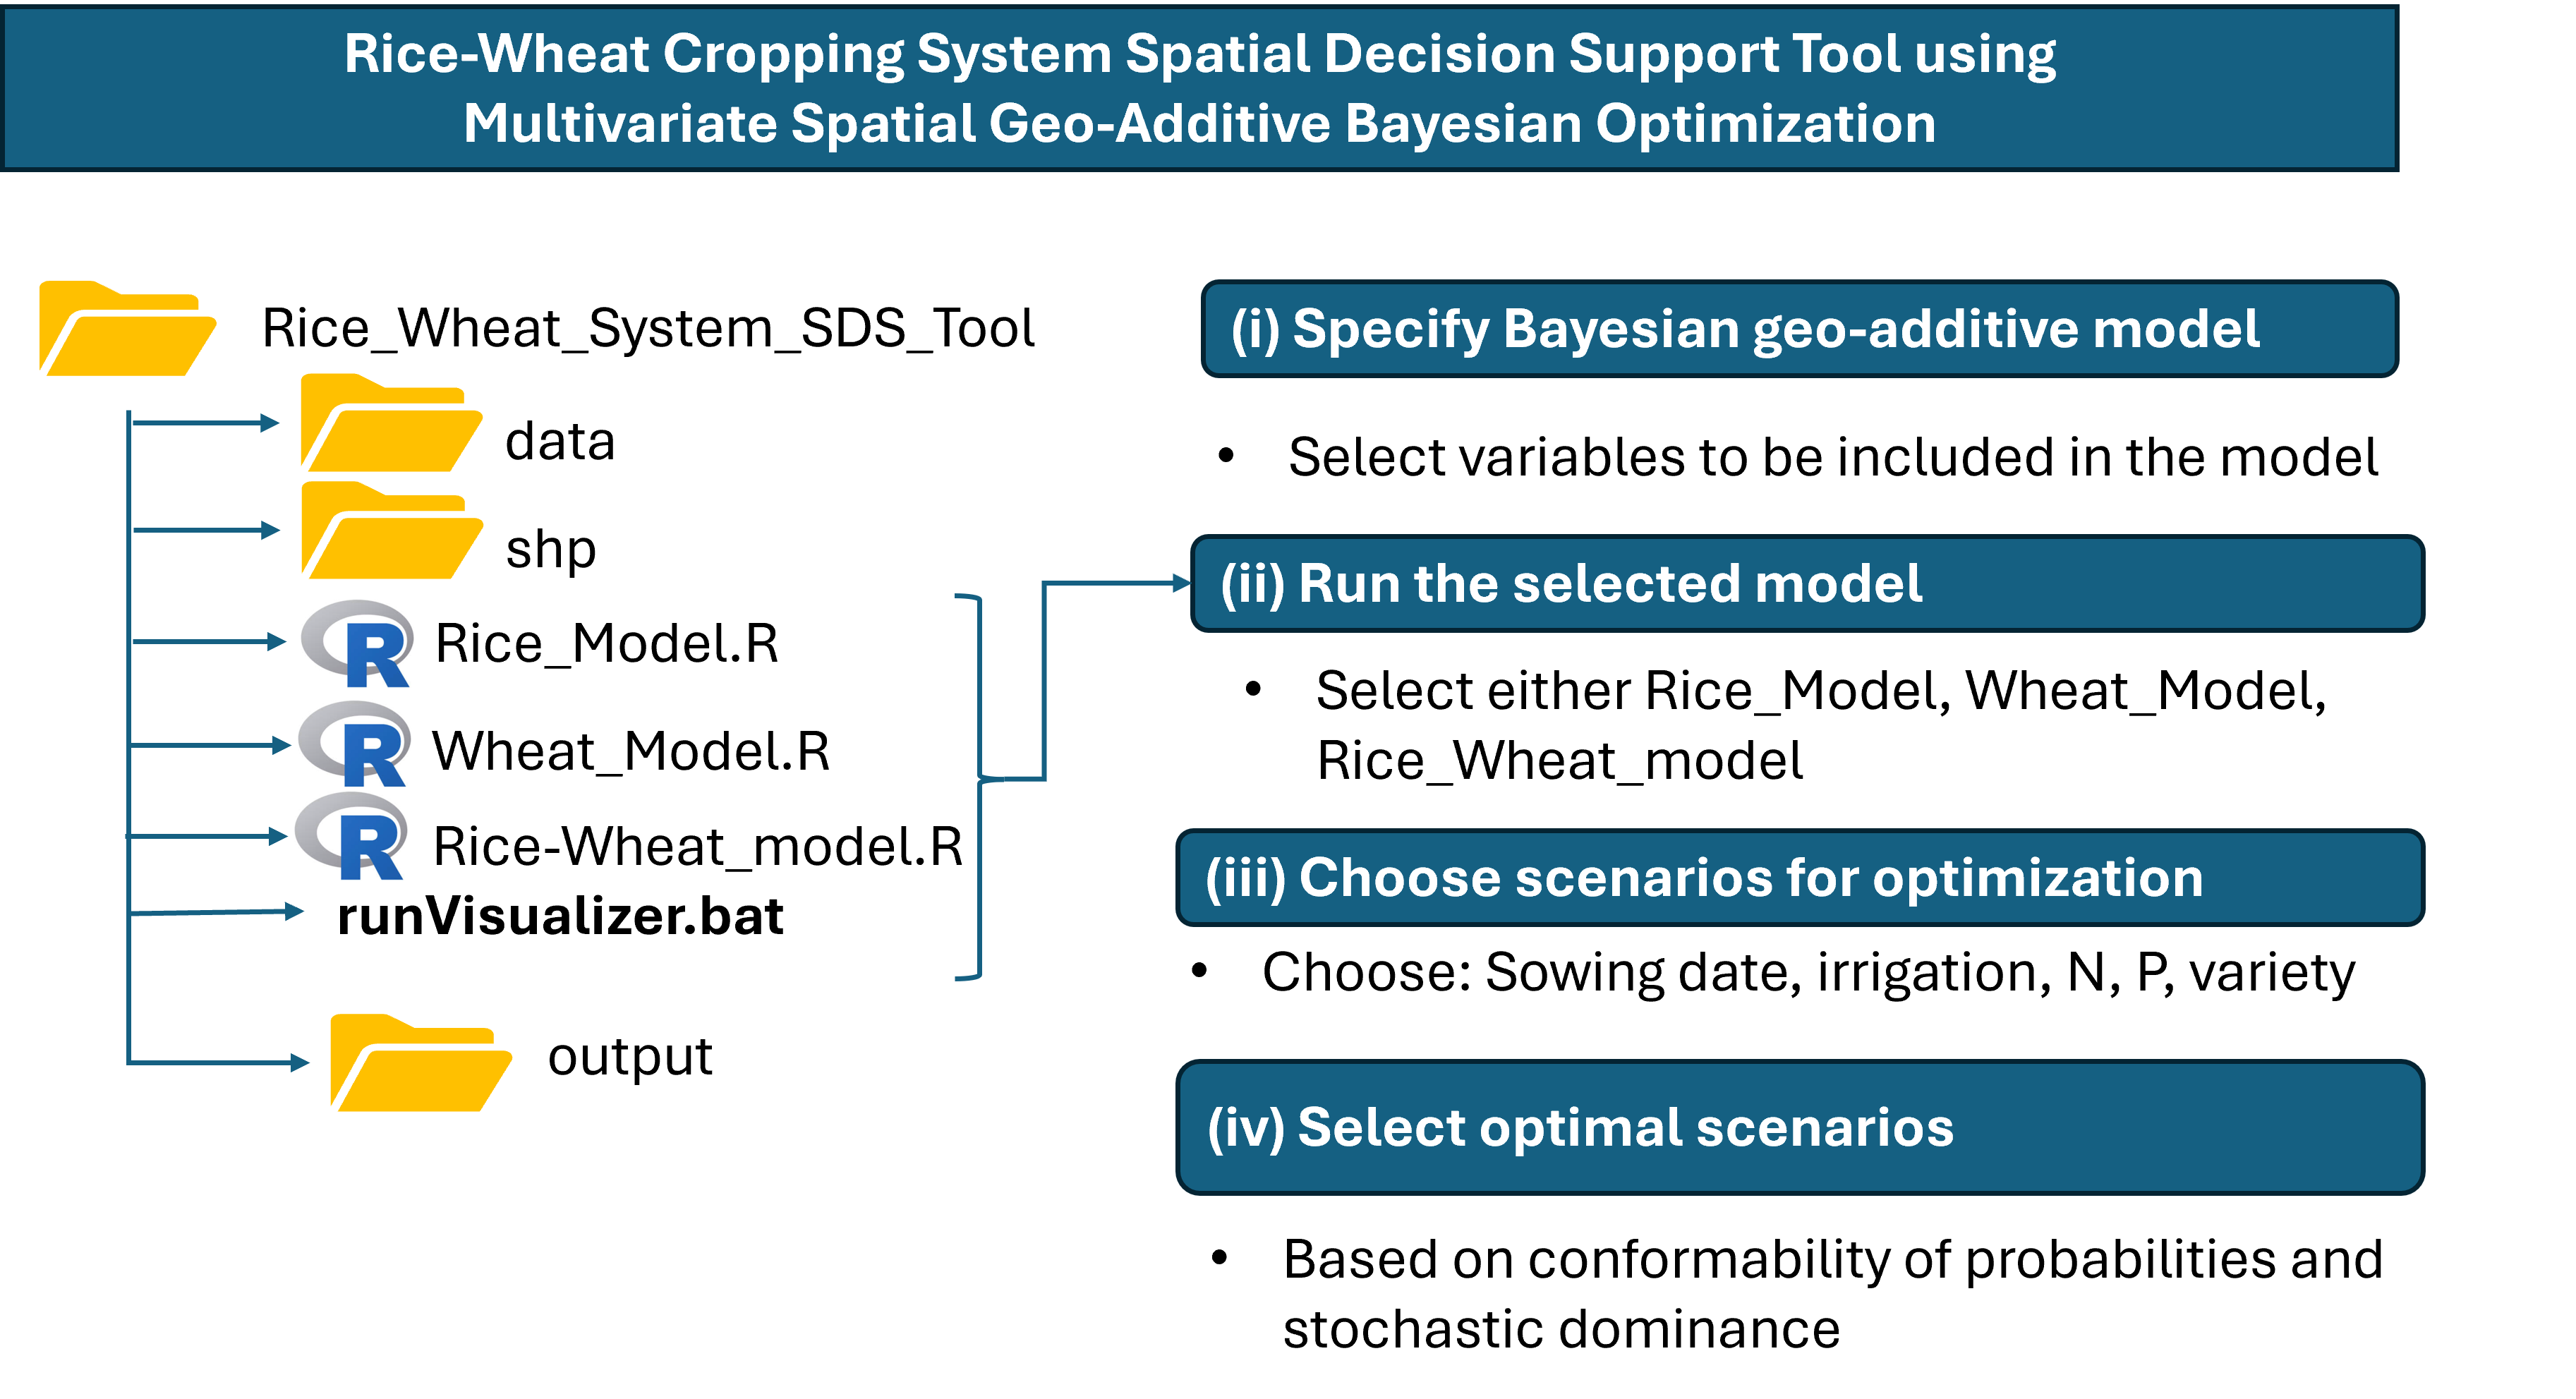 Rice-Wheat Cropping System Spatial Decision Support Tool using
Multivariate Spatial Geo-Additive Bayesian Optimization
Rice_Wheat_System_SDS_Tool
data
shp
R Rice_Model.R
R Wheat_Model.R
R Rice-Wheat_model.R
runVisualizer.bat
output
(i) Specify Bayesian geo-additive model
• Select variables to be included in the model
(ii) Run the selected model
• Select either Rice_Model, Wheat_Model,
Rice_Wheat_model
(iii) Choose scenarios for optimization
• Choose: Sowing date, irrigation, N, P, variety
(iv) Select optimal scenarios
• Based on conformability of probabilities and
stochastic dominance